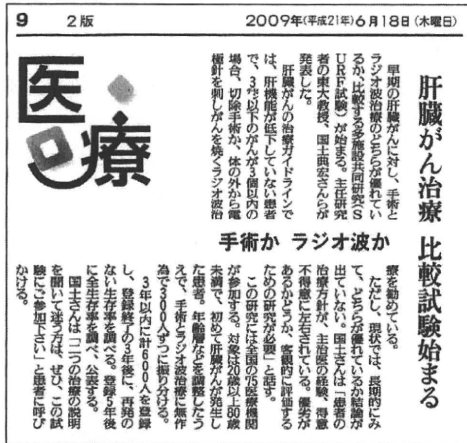 9 2版 2009年(平成21年)6月18日(木曜日)
医療
肝臓がん治療 比較試験始まる
手術か ラジオ波か
早期の肝臓がんに対し、手術と
ラジオ波治療のどちらが優れてい
るか、比較する多施設共同研究(S
URF試験)が始まる。主任研究
者の東大教授、国土典宏さんらが
発表した。
肝臓がんの治療ガイドラインで
は、肝機能が低下していない患者
で、3㌢以下のがんが3個以内の
場合、切除手術か、体の外から電
極針を刺しがんを焼くラジオ波治
療を勧めている。
ただし、現状では、長期的にみ
て、どちらが優れているか結論が
出ていない。国土さんは「患者の
治療方針が、主治医の経験、得意
不得意に左右されている。優劣が
あるかどうか、客観的に評価する
ための研究が必要」と話す。
この研究には全国の75医療機関
が参加する。対象は20歳以上80歳
未満で、初めて肝臓がんが発生し
た患者。年齢層などを調整したう
えで、手術とラジオ波治療に無作
為で300人ずつに振り分ける。
3年以内に計600人を登録
し、登録終了の3年後に、再発の
ない生存率を調べる。登録5年後
に全生存率を調べ、公表する。
国土さんは「二つの治療の説明
を聞いて迷う方は、ぜひ、この試
験にご参加下さい」と患者に呼び
かける。